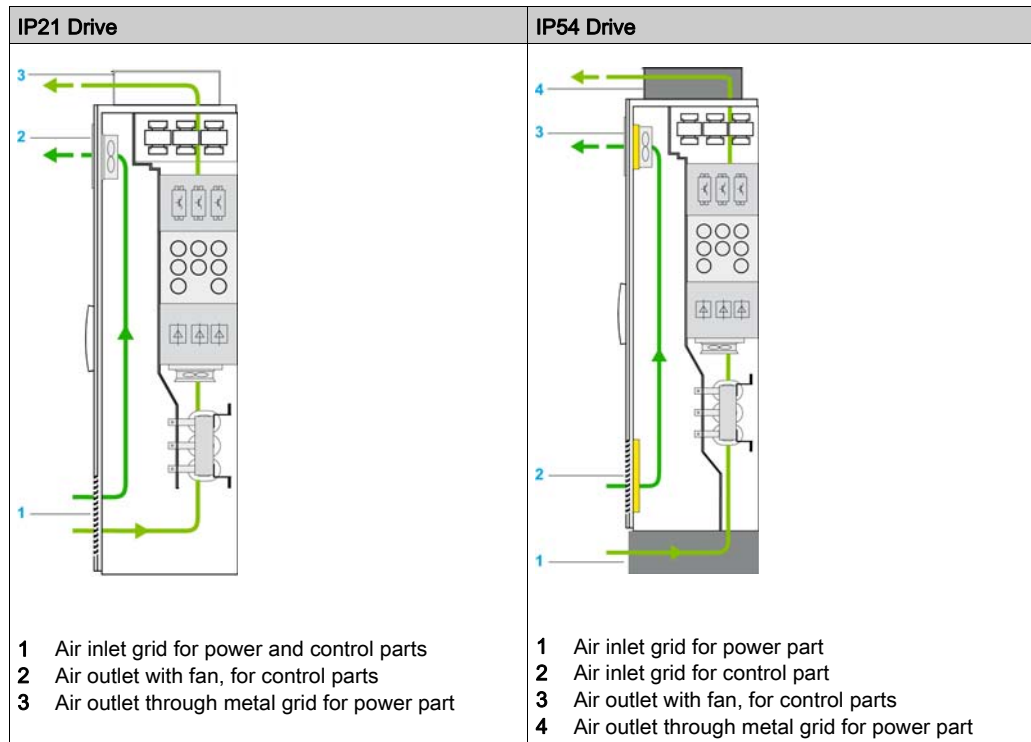 IP21 Drive
3
2
1
1 Air inlet grid for power and control parts
2 Air outlet with fan, for control parts
3 Air outlet through metal grid for power part
IP54 Drive
4
3
2
1
1 Air inlet grid for power part
2 Air inlet grid for control part
3 Air outlet with fan, for control parts
4 Air outlet through metal grid for power part